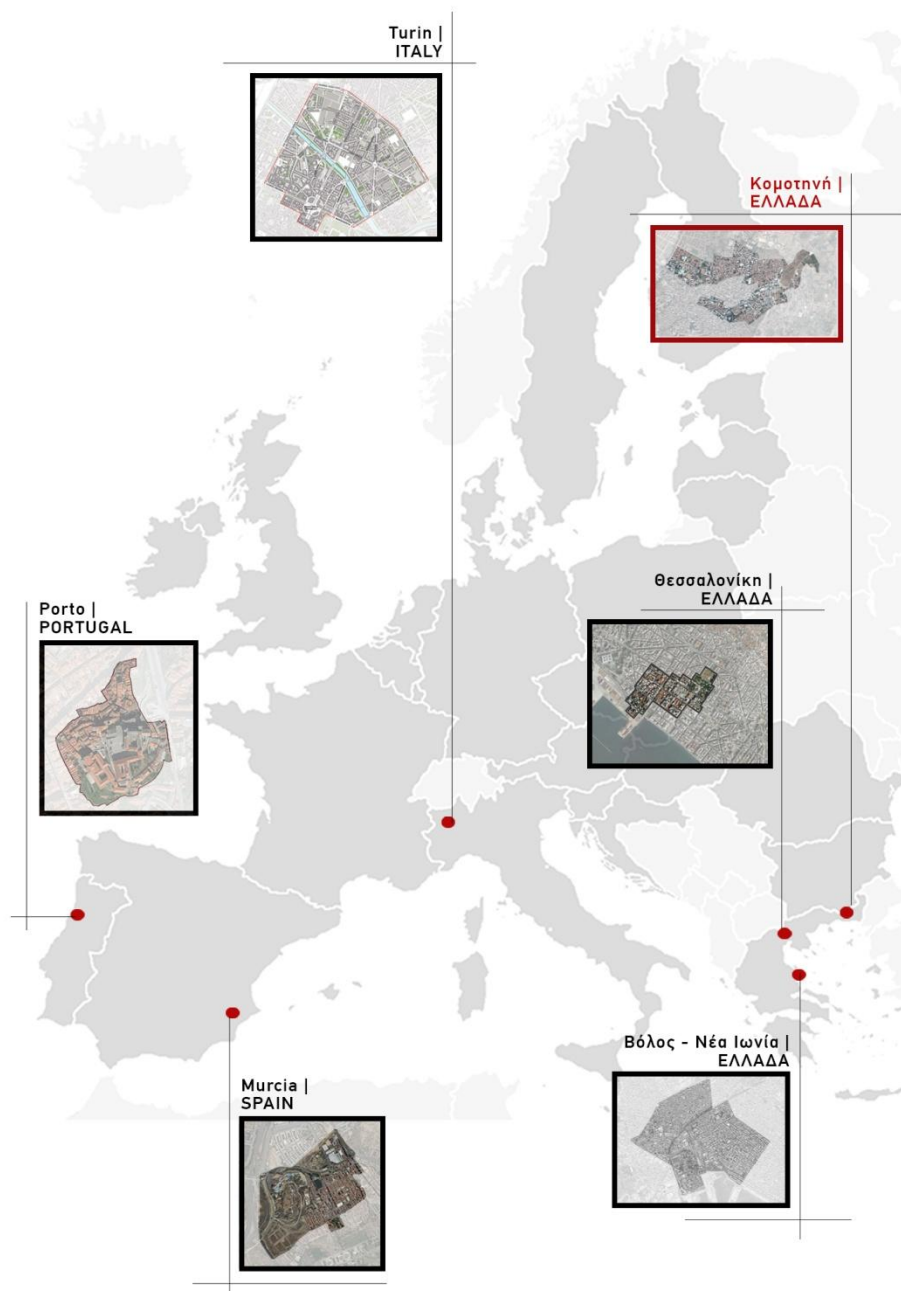 Turin |
ITALY
Κομοτηνή |
ΕΛΛΑΔΑ
Θεσσαλονίκη |
ΕΛΛΑΔΑ
Porto |
PORTUGAL
Βόλος - Νέα Ιωνία |
ΕΛΛΑΔΑ
Murcia |
SPAIN